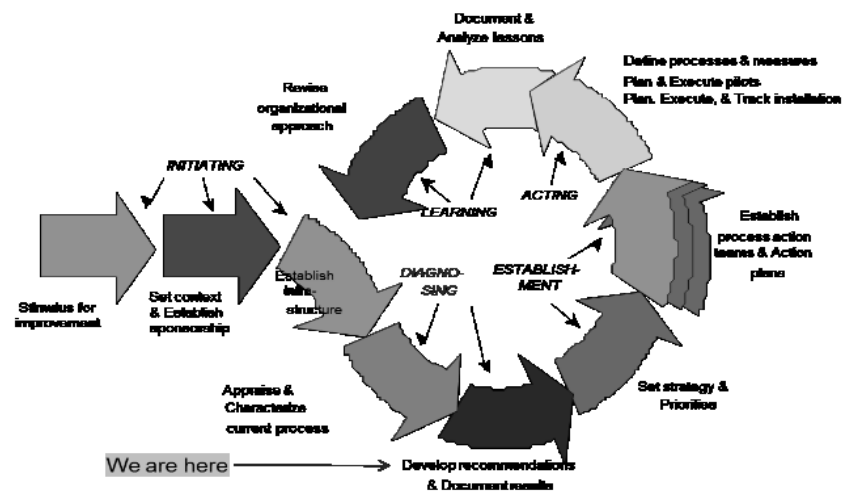 Document &
Analyze lessons
Define processes & measures
Plan & Execute pilots
Plan. Execute, & Track installation
Revise
organizational
approach
INITIATING
LEARNING
ACTING
Establish
process action
teams & Action
plans
Stimulus for
improvement
Set context
& Establish
sponsorship
Establish
Infra-
structure
DIAGNO-
SING
ESTABLISH-
MENT
Appraise &
Characterize
current process
Set strategy &
Priorities
We are here
Develop recommendations
& Document results